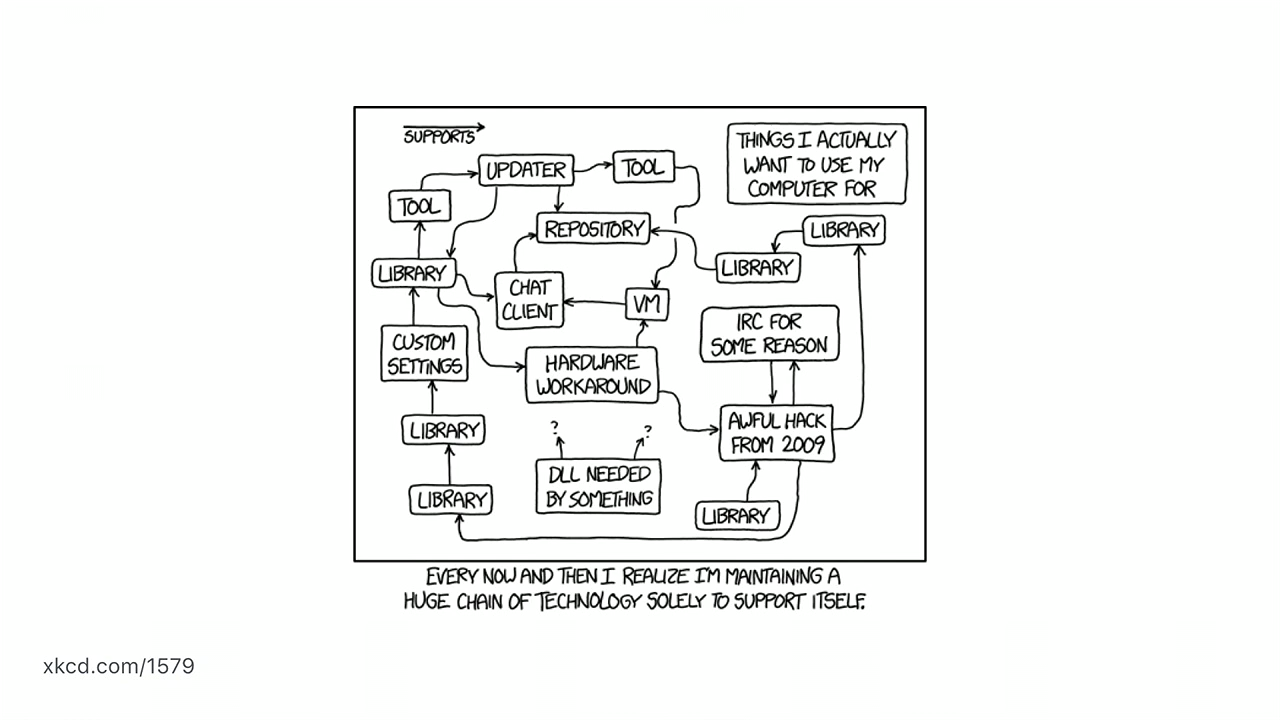 SUPPORTS
THINGS I ACTUALLY
WANT TO USE MY
COMPUTER FOR
UPDATER
TOOL
TOOL
REPOSITORY
LIBRARY
LIBRARY
LIBRARY
CHAT
CLIENT
VM
IRC FOR
SOME REASON
CUSTOM
SETTINGS
HARDWARE
WORKAROUND
AWFUL HACK
FROM 2009
LIBRARY
?
?
DLL NEEDED
BY SOMETHING
LIBRARY
LIBRARY
EVERY NOW AND THEN I REALIZE I'M MAINTAINING A
HUGE CHAIN OF TECHNOLOGY SOLELY TO SUPPORT ITSELF.
xkcd.com/1579